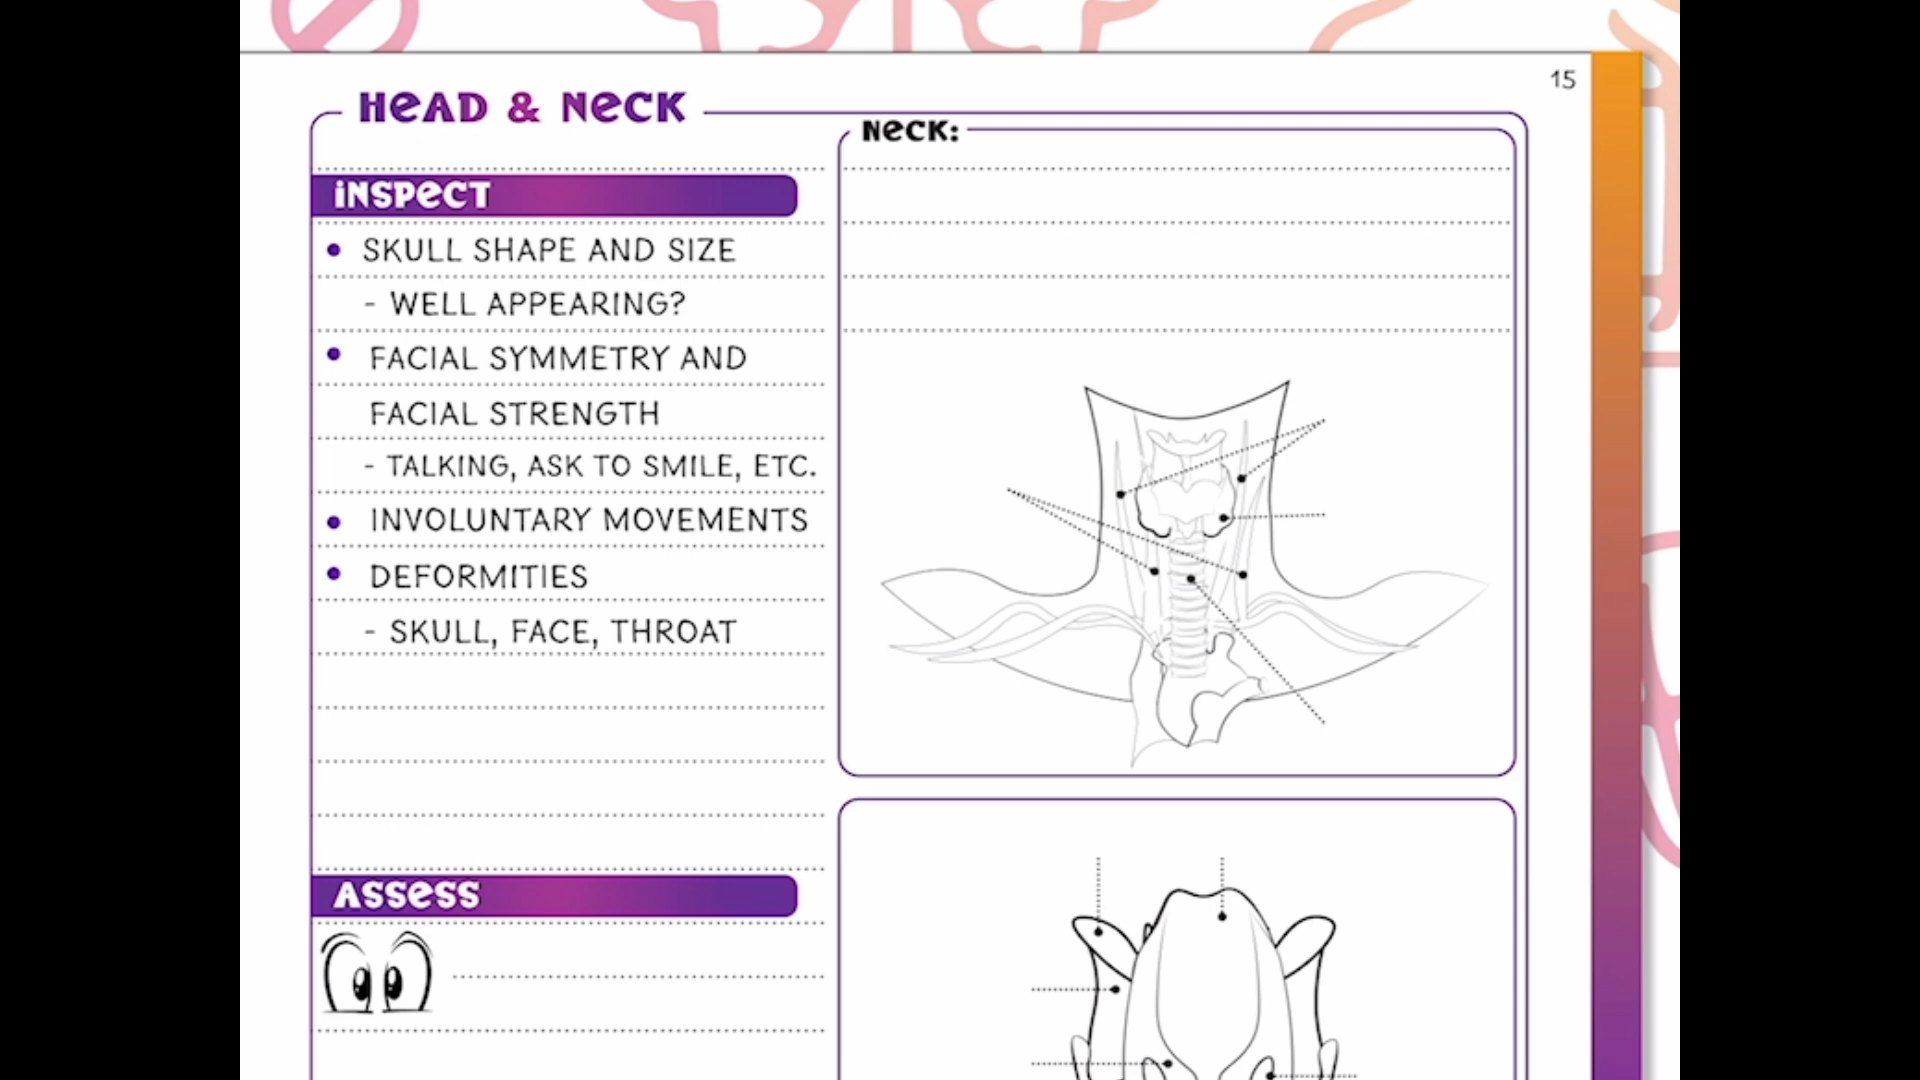 15
HEAD & NECK
INSPECT
• SKULL SHAPE AND SIZE
- WELL APPEARING?
• FACIAL SYMMETRY AND
FACIAL STRENGTH
- TALKING, ASK TO SMILE, ETC.
• INVOLUNTARY MOVEMENTS
• DEFORMITIES
- SKULL, FACE, THROAT
ASSESS
NECK: